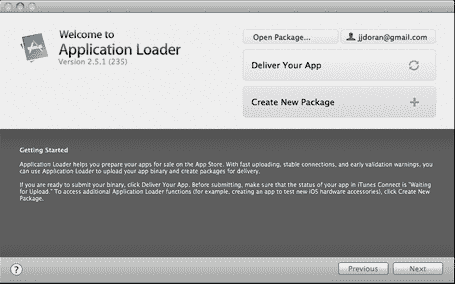 Welcome to
Application Loader
Version 2.5.1 (235)
Open Package...
jjdoran@gmail.com
Deliver Your App
Create New Package
Getting Started
Application Loader helps you prepare your apps for sale on the App Store. With fast uploading, stable connections, and early validation warnings, you
can use Application Loader to upload your app binary and create packages for delivery.
If you are ready to submit your binary, click Deliver Your App. Before submitting, make sure that the status of your app in iTunes Connect is "Waiting
for Upload." To access additional Application Loader functions (for example, creating an app to test new iOS hardware accessories), click Create New
Package.
?
Previous
Next